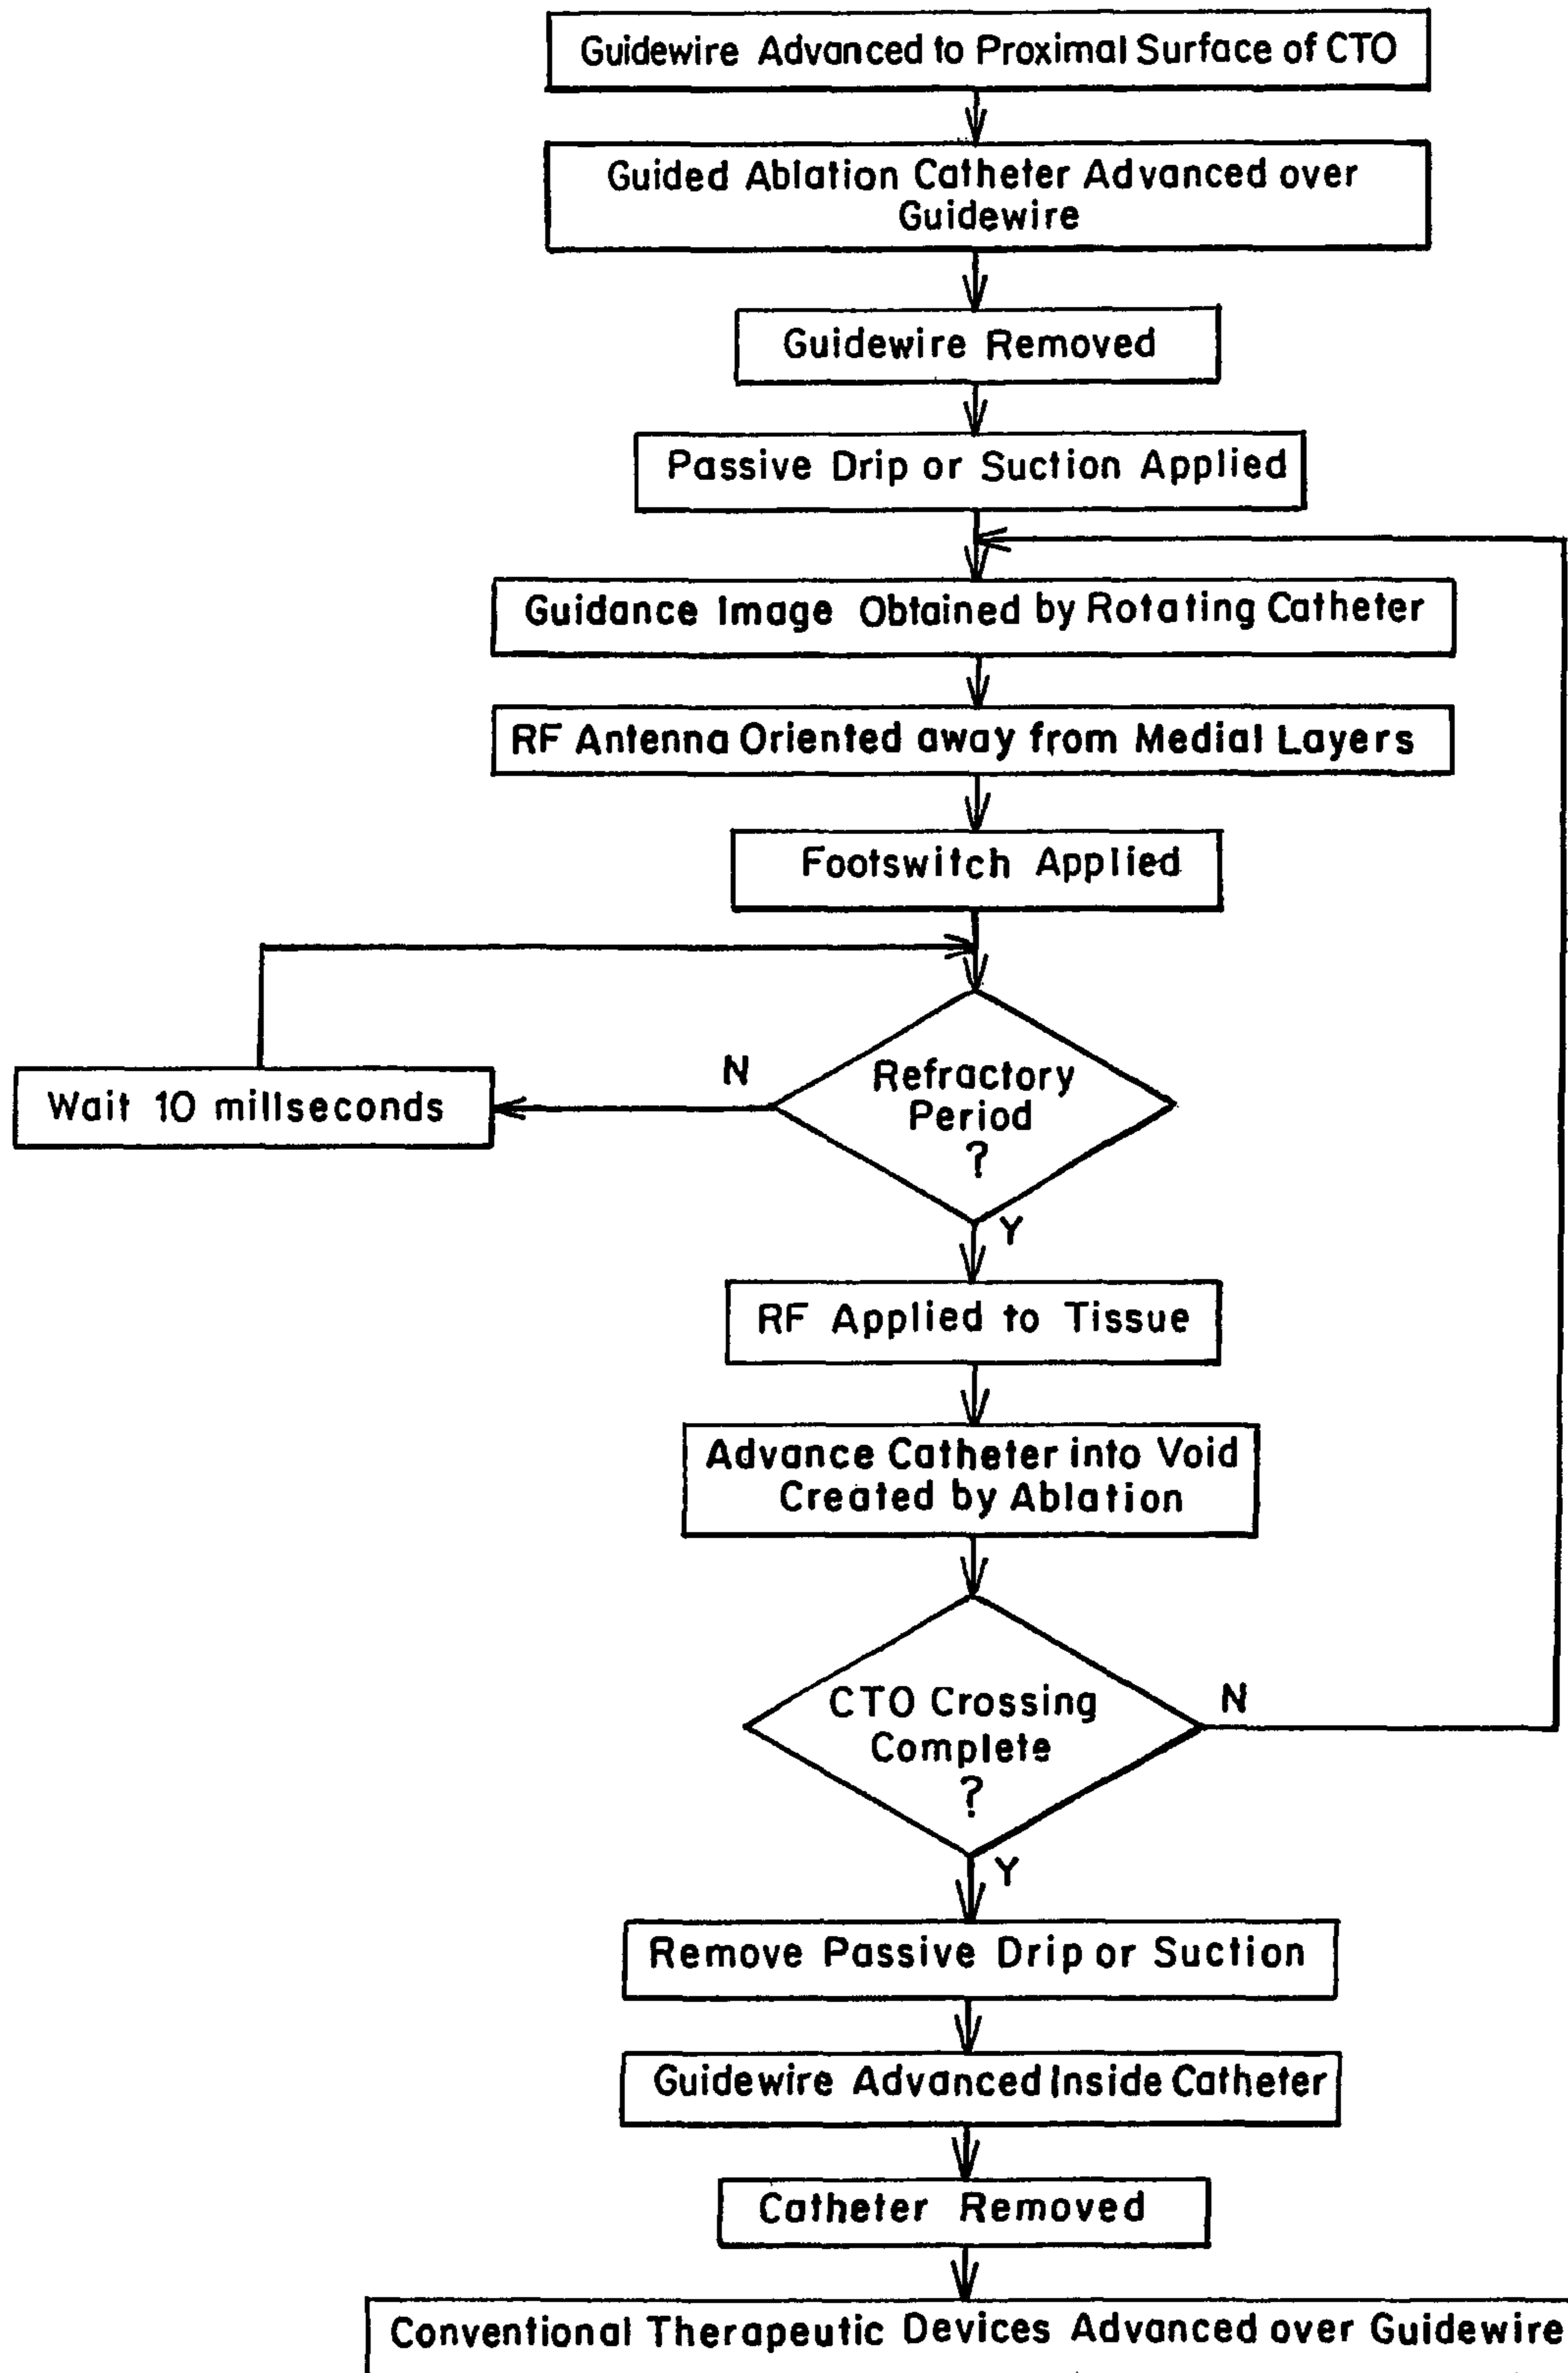 Guidewire Advanced to Proximal Surface of CTO
Guided Ablation Catheter Advanced over
Guidewire
Guidewire Removed
Passive Drip or Suction Applied
Guidance Image Obtained by Rotating Catheter
RF Antenna Oriented away from Medial Layers
Footswitch Applied
N
Refractory
Period
?
Wait 10 millseconds
Y
RF Applied to Tissue
Advance Catheter into Void
Created by Ablation
CTO Crossing
Complete
?
N
Y
Remove Passive Drip or Suction
Guidewire Advanced Inside Catheter
Catheter Removed
Conventional Therapeutic Devices Advanced over Guidewire